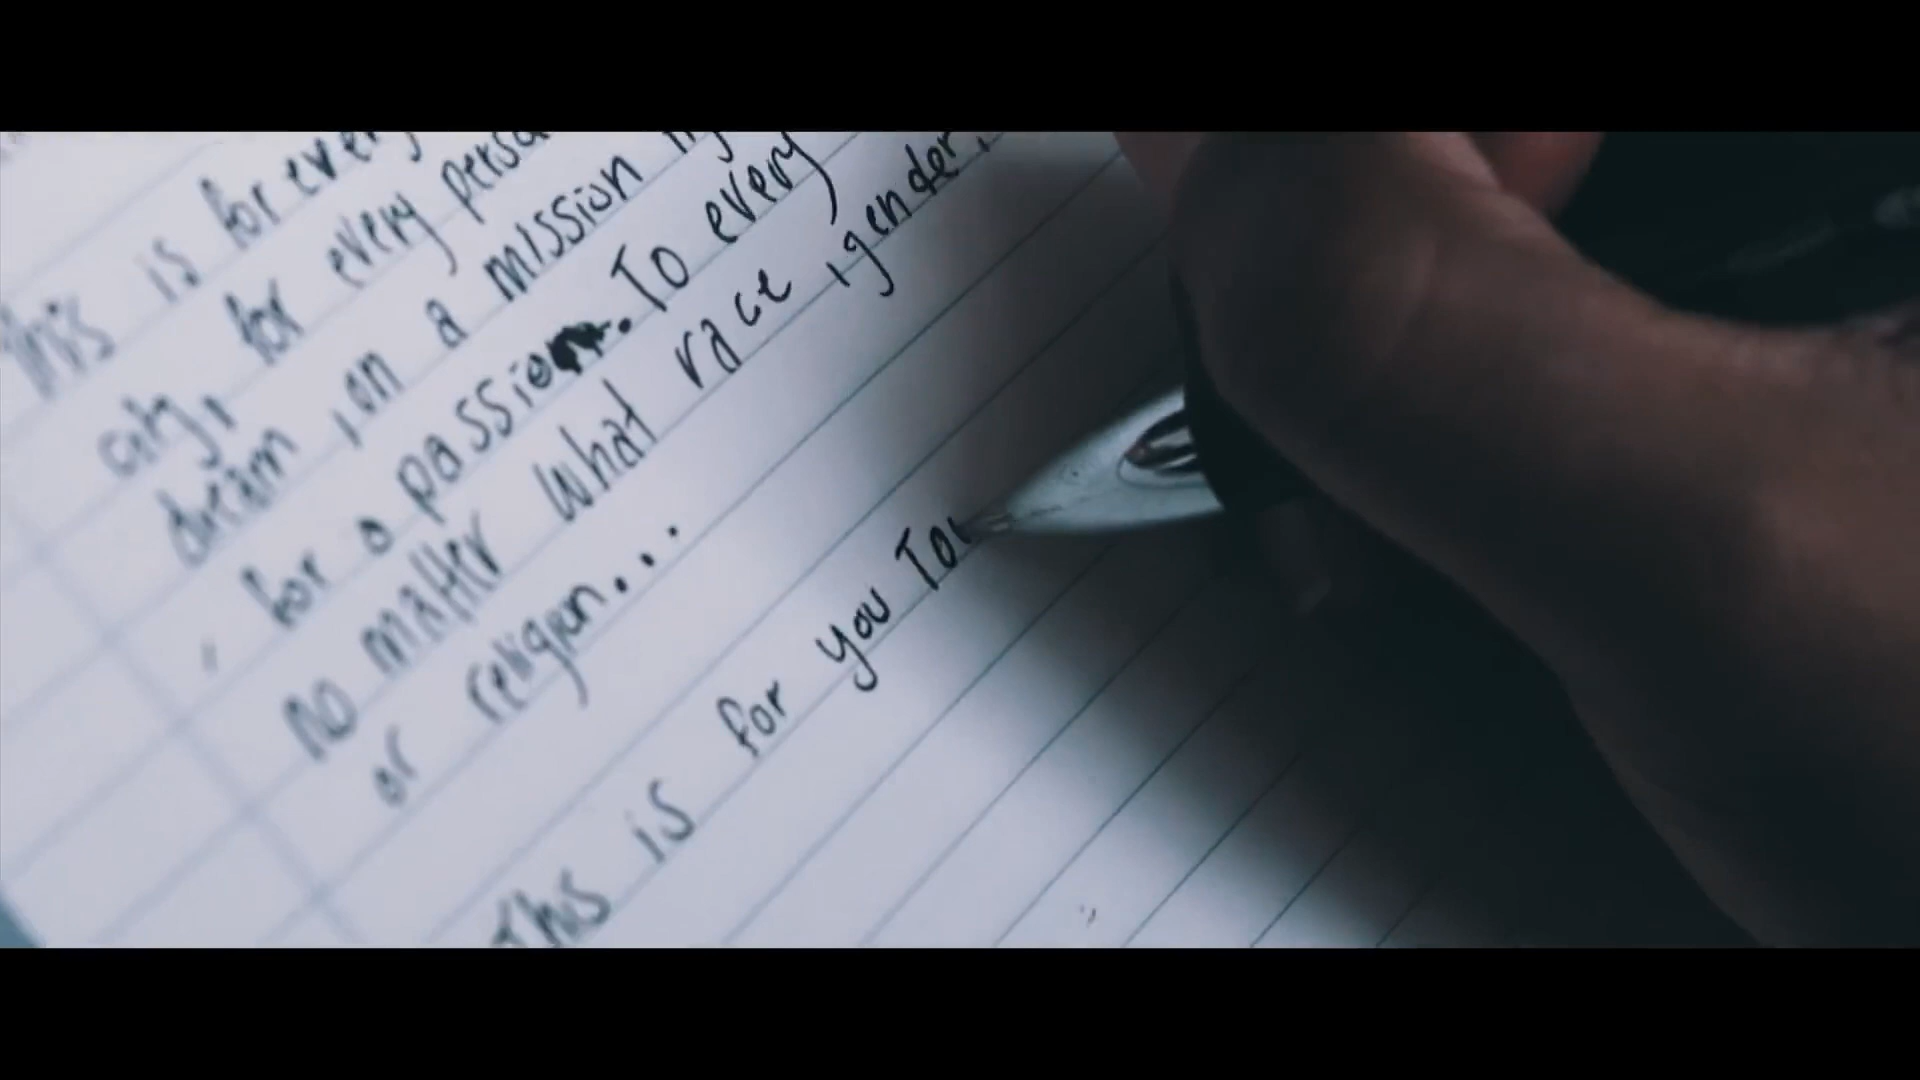 This is for every
city, for every person
dream, on a mission
, for a passion. To every
no matter what race, gender,
or religion...
This is for you To